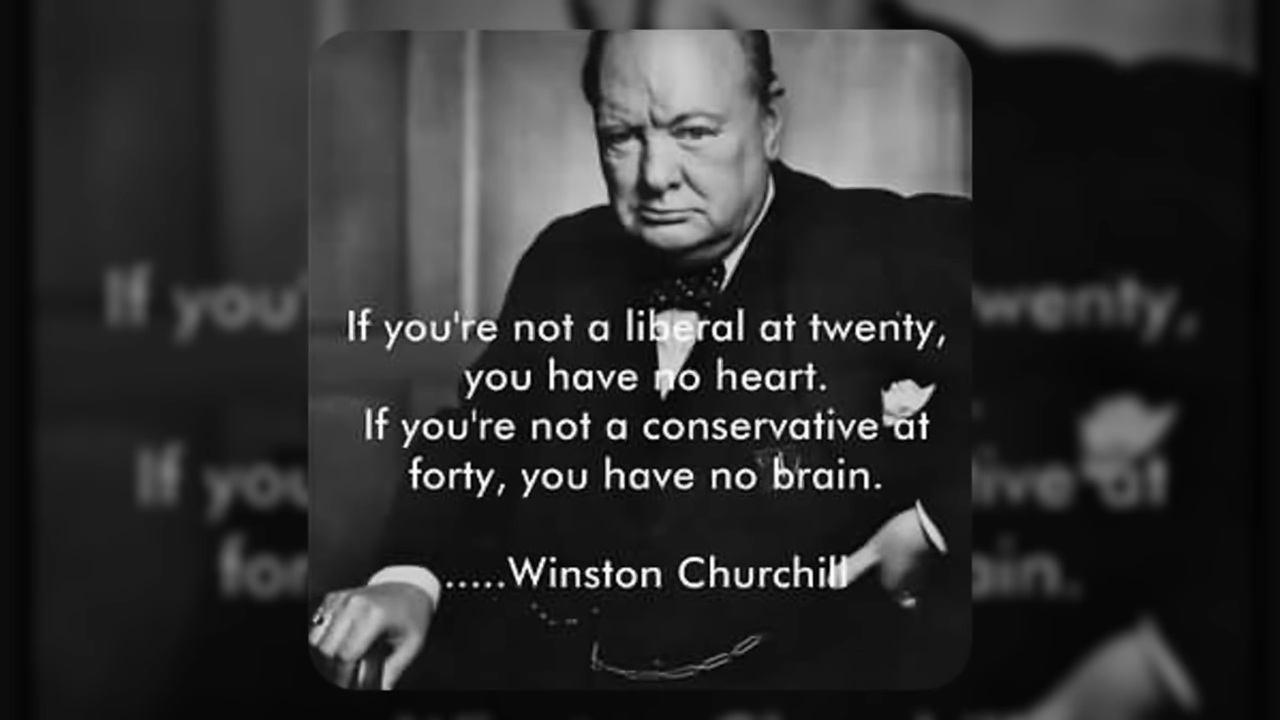 If you're not a liberal at twenty,
you have no heart.
If you're not a conservative at
forty, you have no brain.
.....Winston Churchill